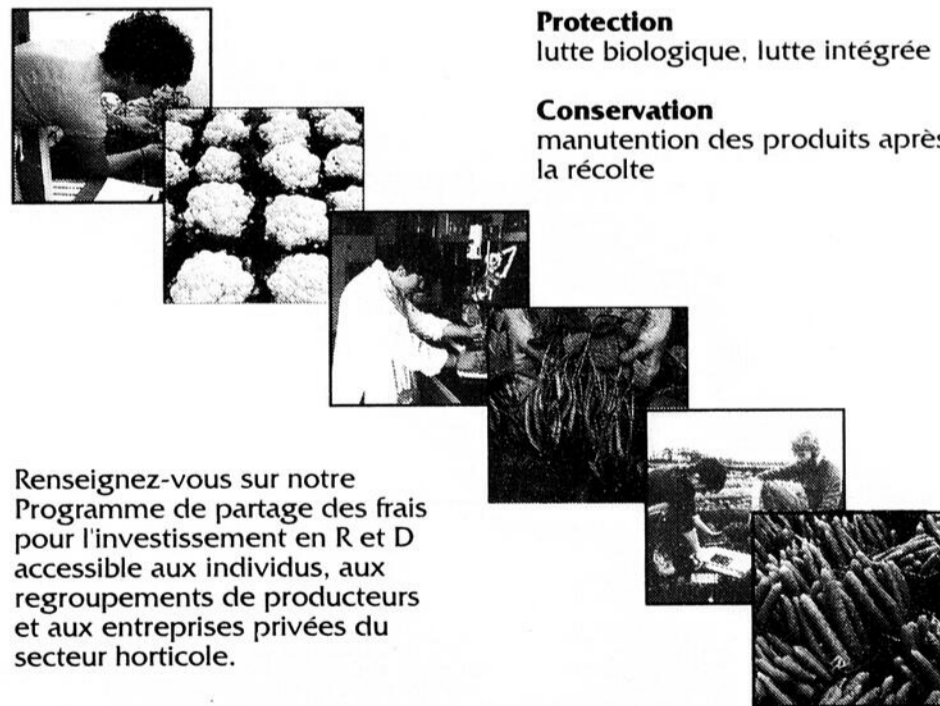 Protection
lutte biologique, lutte intégrée
Conservation
manutention des produits après
la récolte
Renseignez-vous sur notre
Programme de partage des frais
pour l'investissement en R et D
accessible aux individus, aux
regroupements de producteurs
et aux entreprises privées du
secteur horticole.